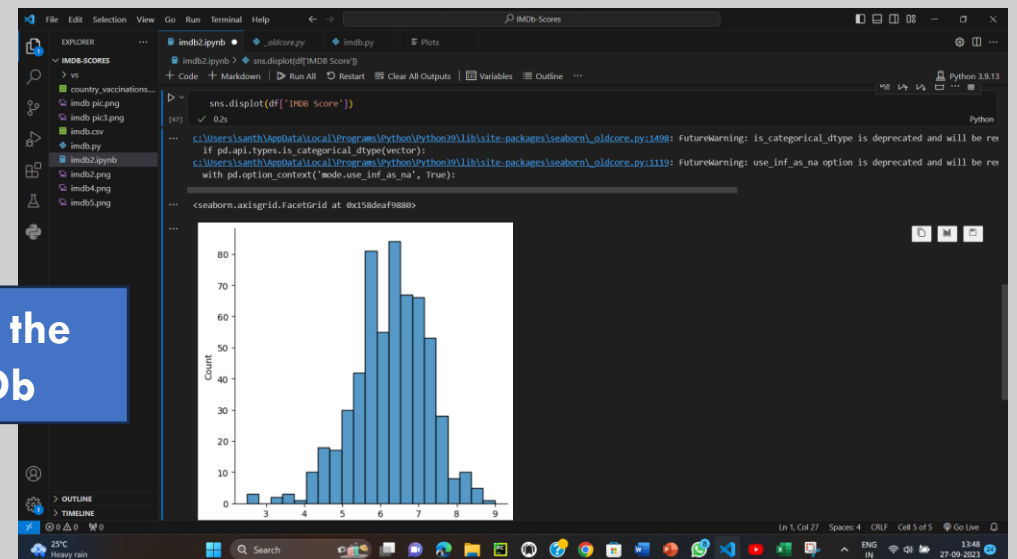 File Edit Selection View Go Run Terminal Help
IMDb-Scores
EXPLORER
IMDB-SCORES
vs
country_vaccinations...
imdb pic.png
imdb pic3.png
imdb.csv
imdb.py
imdb2.ipynb
imdb2.png
imdb4.png
imdb5.png
OUTLINE
TIMELINE
imdb2.ipynb _oldcore.py imdb.py Plots
imdb2.ipynb > sns.displot(df['IMDB Score'])
+ Code + Markdown Run All Restart Clear All Outputs Variables Outline ...
Python 3.9.13
sns.displot(df['IMDB Score'])
[67] 0.2s
Python
c:\Users\santh\AppData\Local\Programs\Python\Python39\lib\site-packages\seaborn\_oldcore.py:1498: FutureWarning: is_categorical_dtype is deprecated and will be rem
if pd.api.types.is_categorical_dtype(vector):
c:\Users\santh\AppData\Local\Programs\Python\Python39\lib\site-packages\seaborn\_oldcore.py:1119: FutureWarning: use_inf_as_na option is deprecated and will be rem
with pd.option_context('mode.use_inf_as_na', True):
<seaborn.axisgrid.FacetGrid at 0x158deaf9880>
80
70
60
50
40
30
20
10
0
Count
3 4 5 6 7 8 9
the
Db
0 0 0
Ln 1, Col 27 Spaces: 4 CRLF Cell 5 of 5 Go Live
25°C
Heavy rain
Search
ENG
IN
13:48
27-09-2023
24